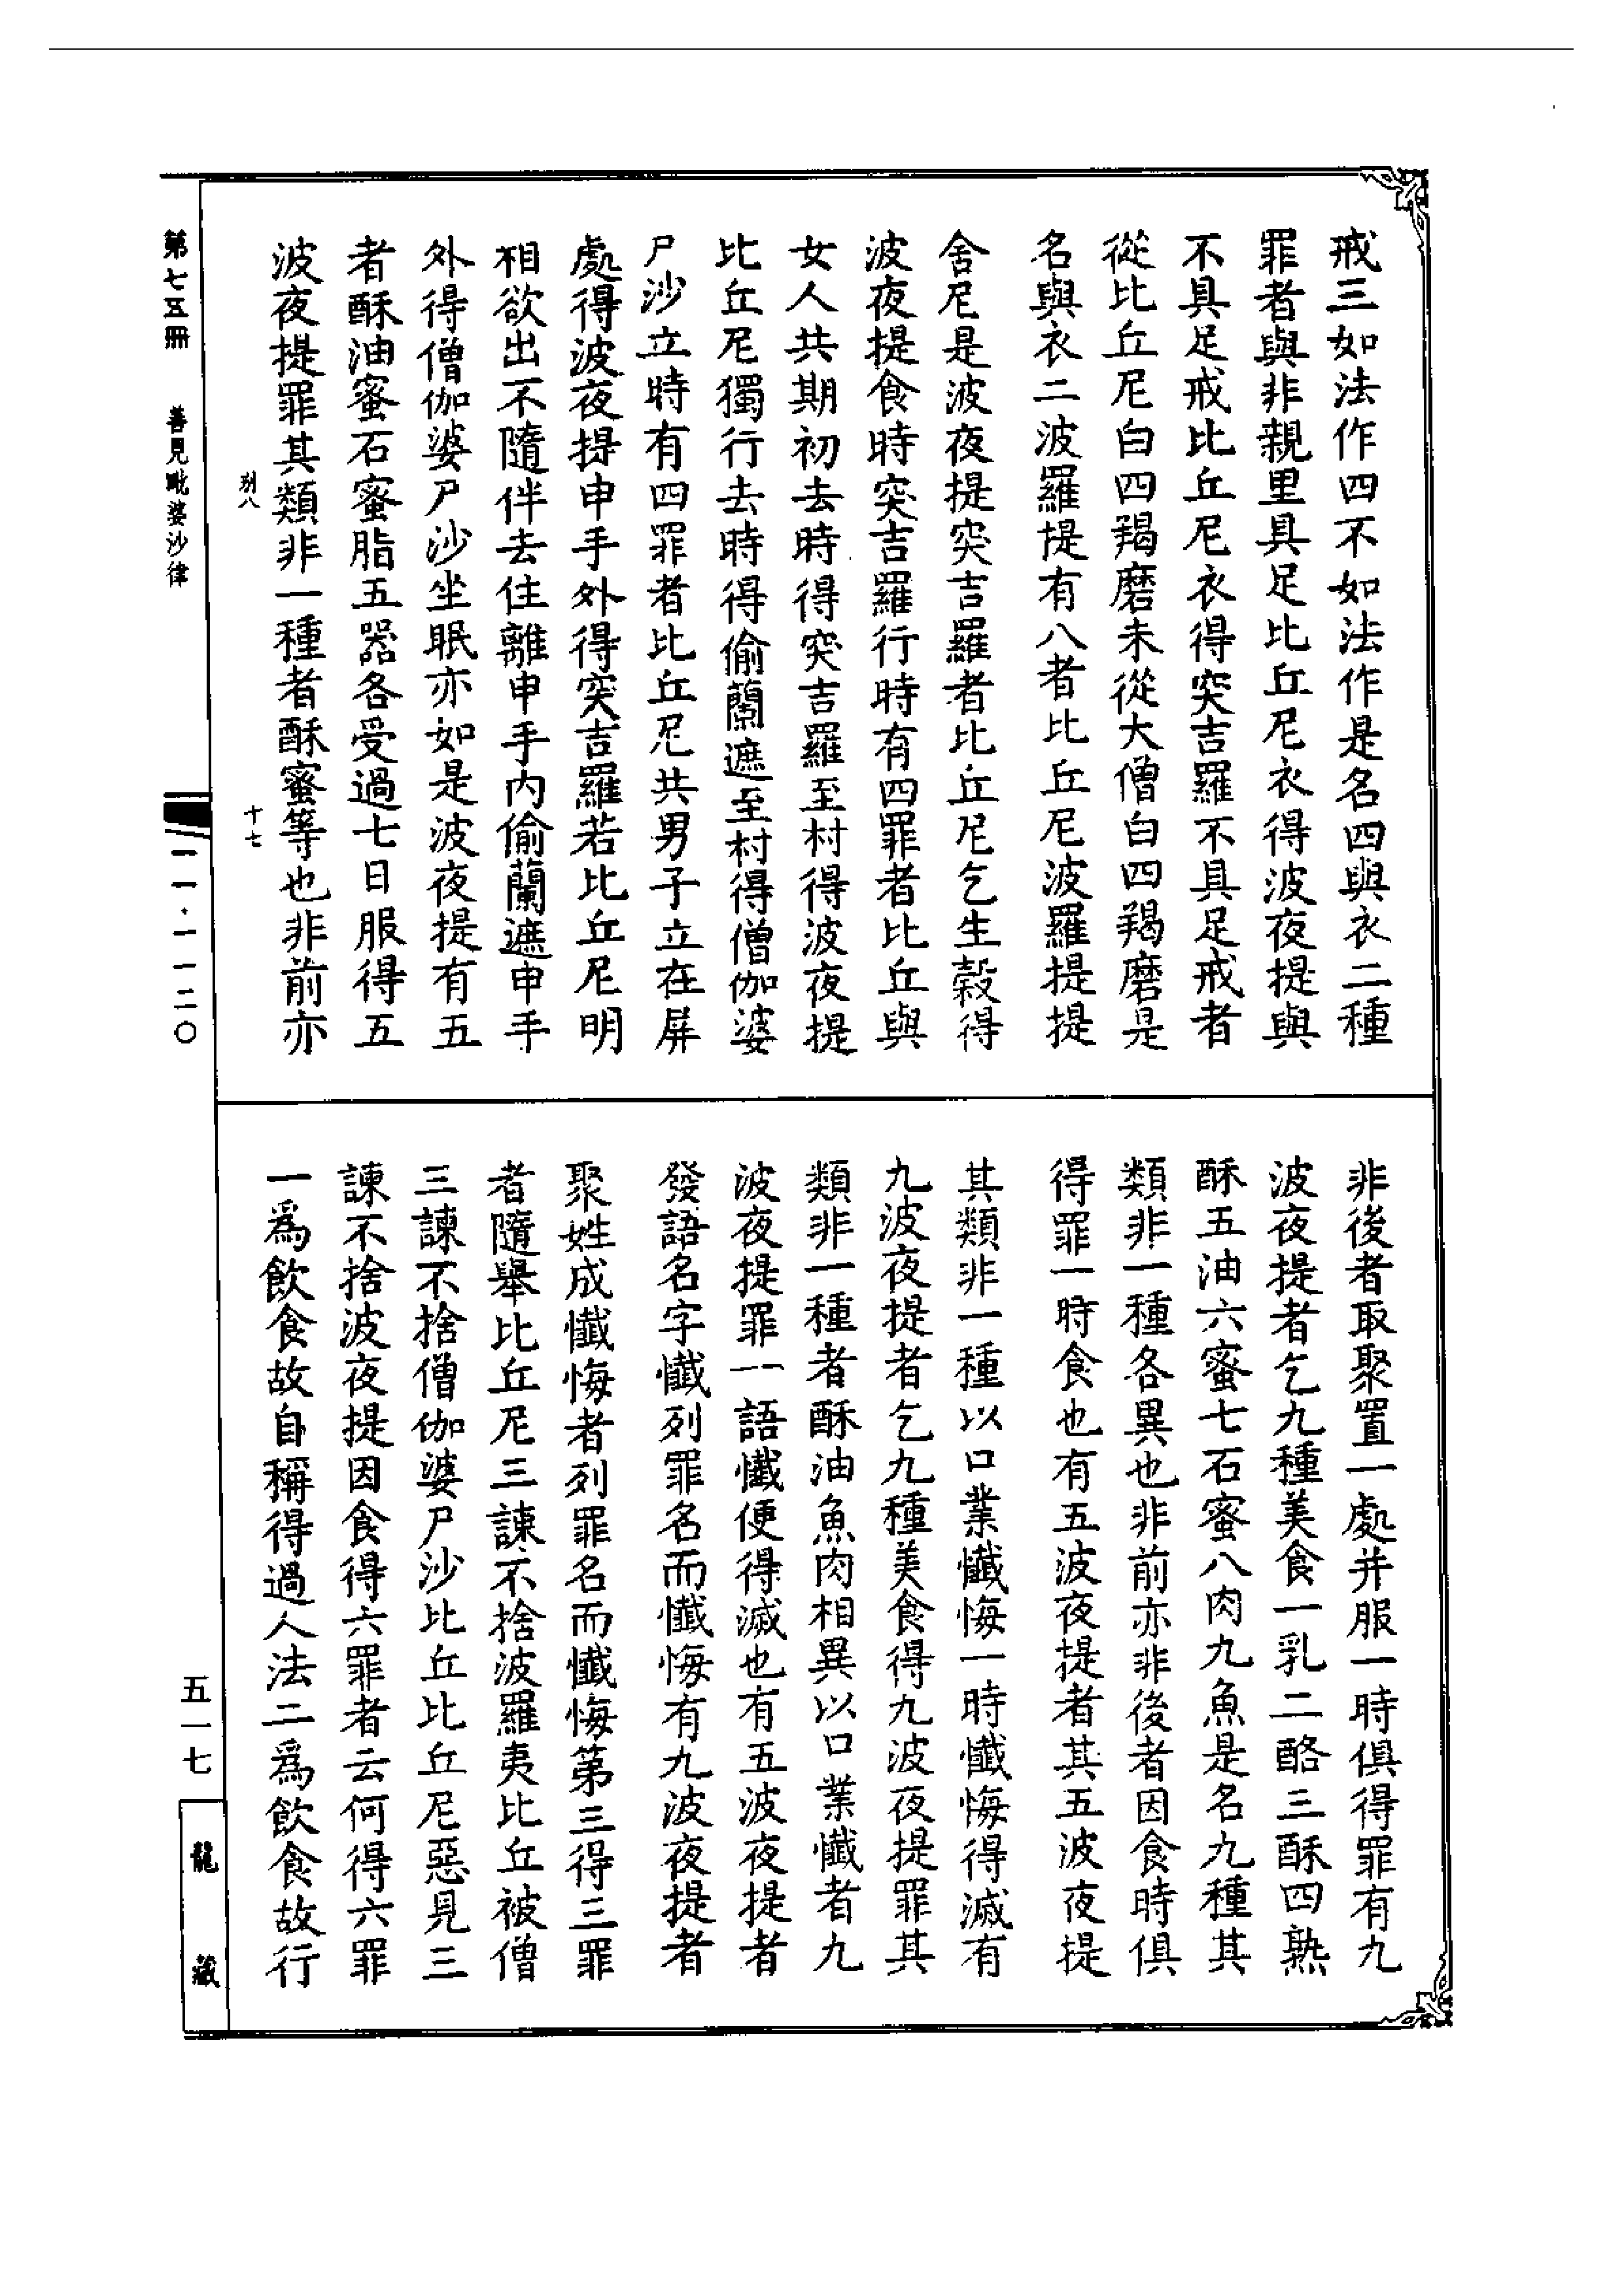 戒三如法作四不如法作是名四與衣二種
罪者與非親里具足比丘尼衣得波夜提與
不具足戒比丘尼衣得突吉羅不具足戒者
從比丘尼白四羯磨未從大僧白四羯磨是
名與衣二波羅提有八者比丘尼波羅提提
舍尼是波夜提突吉羅者比丘尼乞生穀得
波夜提食時突吉羅行時有四罪者比丘與
女人共期初去時得突吉羅至村得波夜提
比丘尼獨行去時得偷蘭遮至村得僧伽婆
尸沙立時有四罪者比丘尼共男子立在屏
處得波夜提申手外得突吉羅若比丘尼明
相欲出不隨伴去住離申手內偷蘭遮申手
外得僧伽婆尸沙坐眠亦如是波夜提有五
者酥油蜜石蜜脂五器各受過七日服得五
波夜提罪其類非一種者酥蜜等也非前亦
非後者取聚置一處并服一時俱得罪有九
波夜提者乞九種美食一乳二酪三酥四熟
酥五油六蜜七石蜜八肉九魚是名九種其
類非一種各異也非前亦非後者因食時俱
得罪一時食也有五波夜提者其五波夜提
其類非一種以口業懺悔一時懺悔得滅有
九波夜提者乞九種美食得九波夜提罪其
類非一種者酥油魚肉相異以口業懺者九
波夜提罪一一語懺便得滅也有五波夜提者
發語名字懺列罪名而懺悔有九波夜提者
聚姓成懺悔者列罪名而懺悔第三得三罪
者隨舉比丘尼三諫不捨波羅夷比丘被僧
三諫不捨僧伽婆尸沙比丘比丘尼惡見三
諫不捨波夜提因食得六罪者云何得六罪
一為飲食故自稱得過人法二為飲食故行
別八
十七
第七五冊 善見毗婆沙律
一一·一一二〇
五一七
龍藏